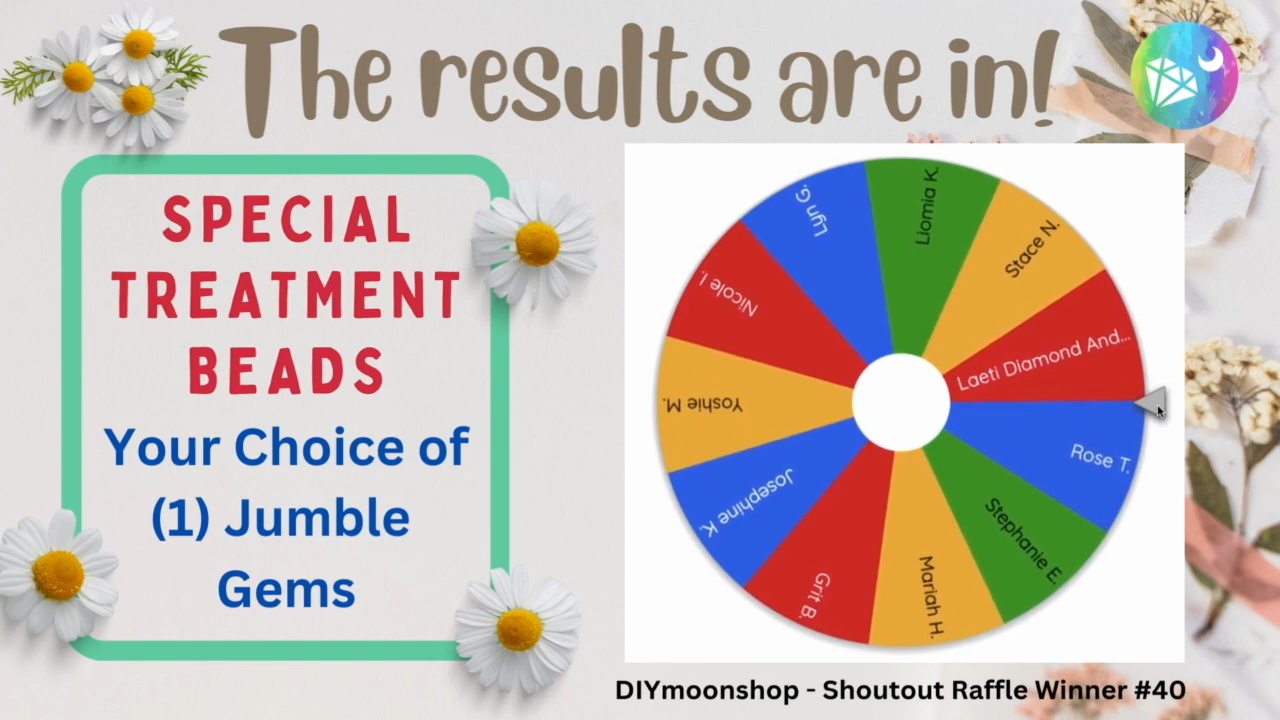 The results are in!
SPECIAL
TREATMENT
BEADS
Your Choice of
(1) Jumble
Gems
Lyn G.
Liomia K.
Stace N.
Laeti Diamond And...
Rose T.
Stephanie E.
Mariah H.
Grit B.
Josephine K.
Yoshie M.
Nicole I.
DIYmoonshop - Shoutout Raffle Winner #40